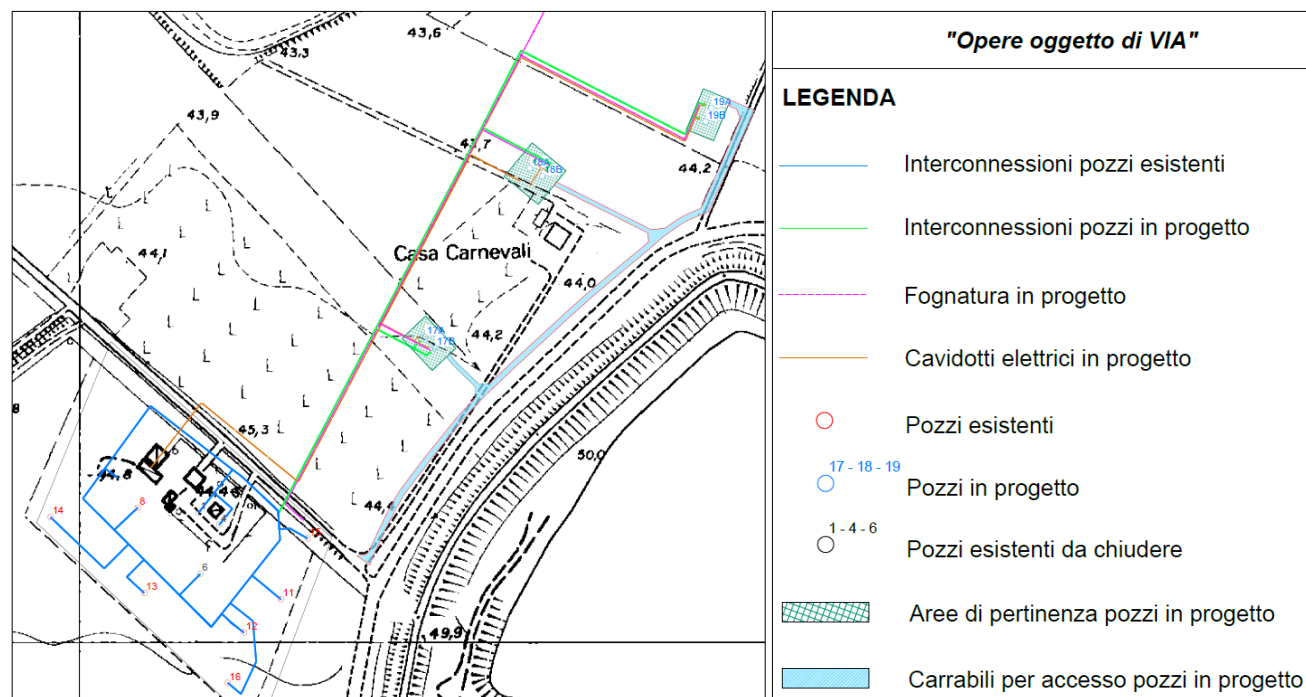 43,6
43,3
43,9
19A
19B
18A
18B
44,2
44,1
Casa Carnevali
44,0
17A
17B
44,2
45,3
50,0
44,8
44,4
14
8
6
13
11
12
16
49,9
"Opere oggetto di VIA"
LEGENDA
Interconnessioni pozzi esistenti
Interconnessioni pozzi in progetto
Fognatura in progetto
Cavidotti elettrici in progetto
Pozzi esistenti
17 - 18 - 19
Pozzi in progetto
1 - 4 - 6
Pozzi esistenti da chiudere
Aree di pertinenza pozzi in progetto
Carrabili per accesso pozzi in progetto